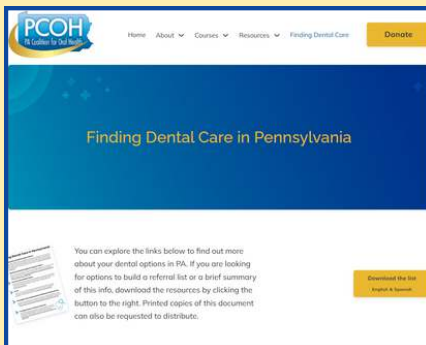 PCOH
PA Coalition for Oral Health
Home About Courses Resources Finding Dental Care Donate
Finding Dental Care in Pennsylvania
You can explore the links below to find out more
about your dental options in PA. If you are looking
for options to build a referral list or a brief summary
of this info, download the resources by clicking the
button to the right. Printed copies of this document
can also be requested to distribute.
Download the list
English & Spanish